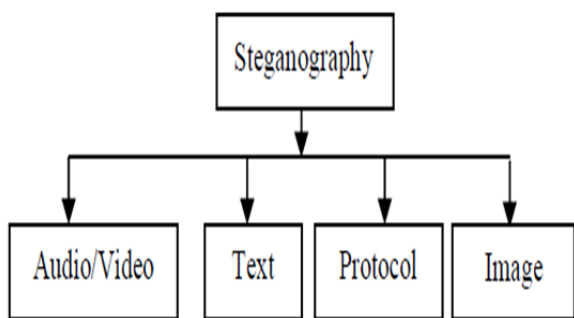 Steganography
Audio/Video
Text
Protocol
Image